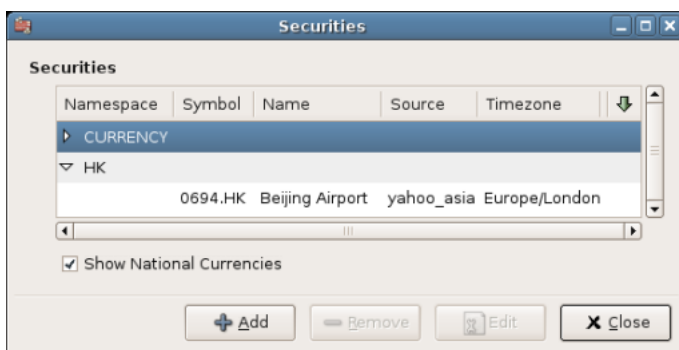 Securities
Securities
Namespace Symbol Name Source Timezone
CURRENCY
HK
0694.HK Beijing Airport yahoo_asia Europe/London
Show National Currencies
Add Remove Edit Close